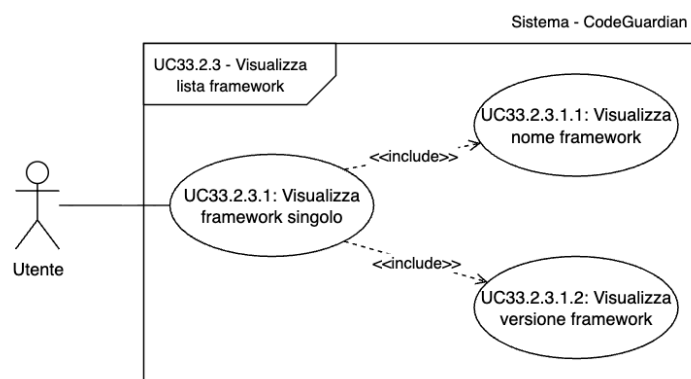 Sistema - CodeGuardian
UC33.2.3 - Visualizza
lista framework
UC33.2.3.1.1: Visualizza
nome framework
<<include>>
UC33.2.3.1: Visualizza
framework singolo
Utente
<<include>>
UC33.2.3.1.2: Visualizza
versione framework